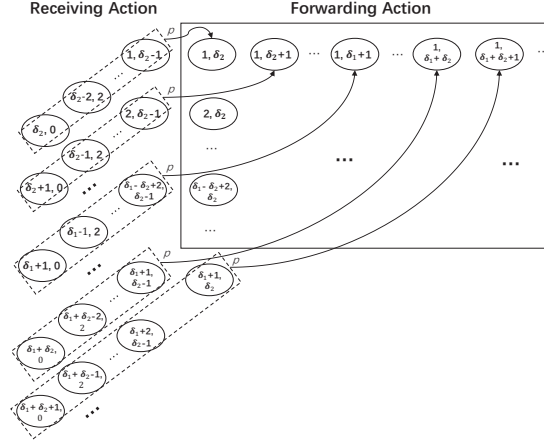 Receiving Action
Forwarding Action
p
1, δ₂-1
1, δ₂
1, δ₂+1
...
1, δ₁+1
...
1,
δ₁+ δ₂
1,
δ₁+ δ₂+1
...
...
δ₂-2, 2
p
δ₂, 0
2, δ₂-1
2, δ₂
...
δ₂-1, 2
...
...
...
p
δ₂+1, 0
...
...
δ₁- δ₂+2,
δ₂-1
δ₁- δ₂+2,
δ₂
δ₁-1, 2
...
p
p
δ₁+1, 0
...
δ₁+1,
δ₂-1
δ₁+1,
δ₂
...
δ₁+ δ₂-2,
2
δ₁+2,
δ₂-1
δ₁+ δ₂,
0
...
δ₁+ δ₂-1,
2
δ₁+ δ₂+1,
0
...